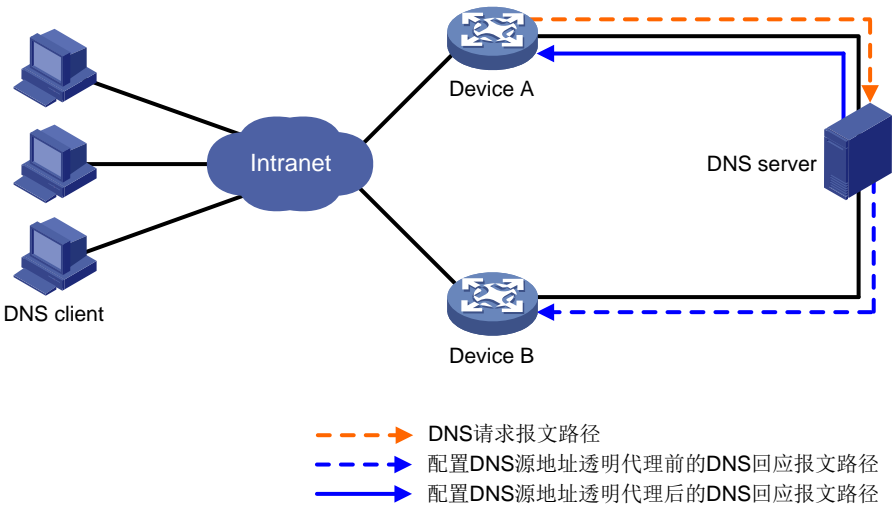 Device A
Intranet
DNS server
DNS client
Device B
DNS请求报文路径
配置DNS源地址透明代理前的DNS回应报文路径
配置DNS源地址透明代理后的DNS回应报文路径